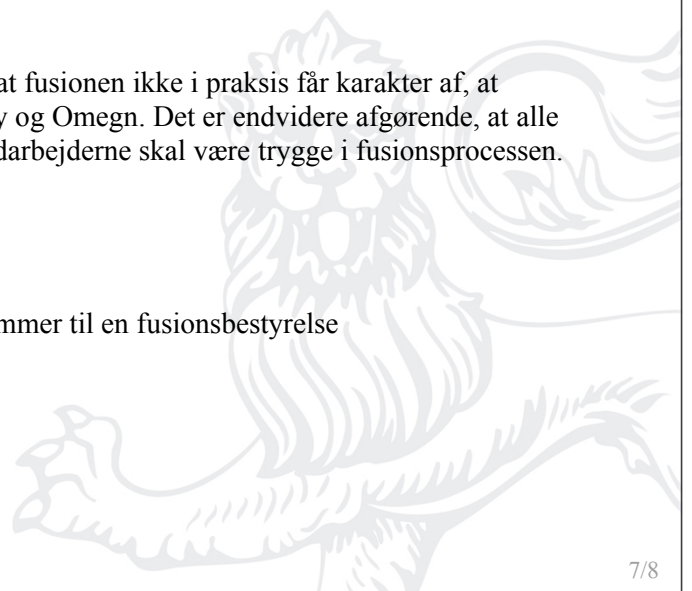 at fusionen ikke i praksis får karakter af, at
og Omegn. Det er endvidere afgørende, at alle
darbejderne skal være trygge i fusionsprocessen.
mmer til en fusionsbestyrelse
7/8